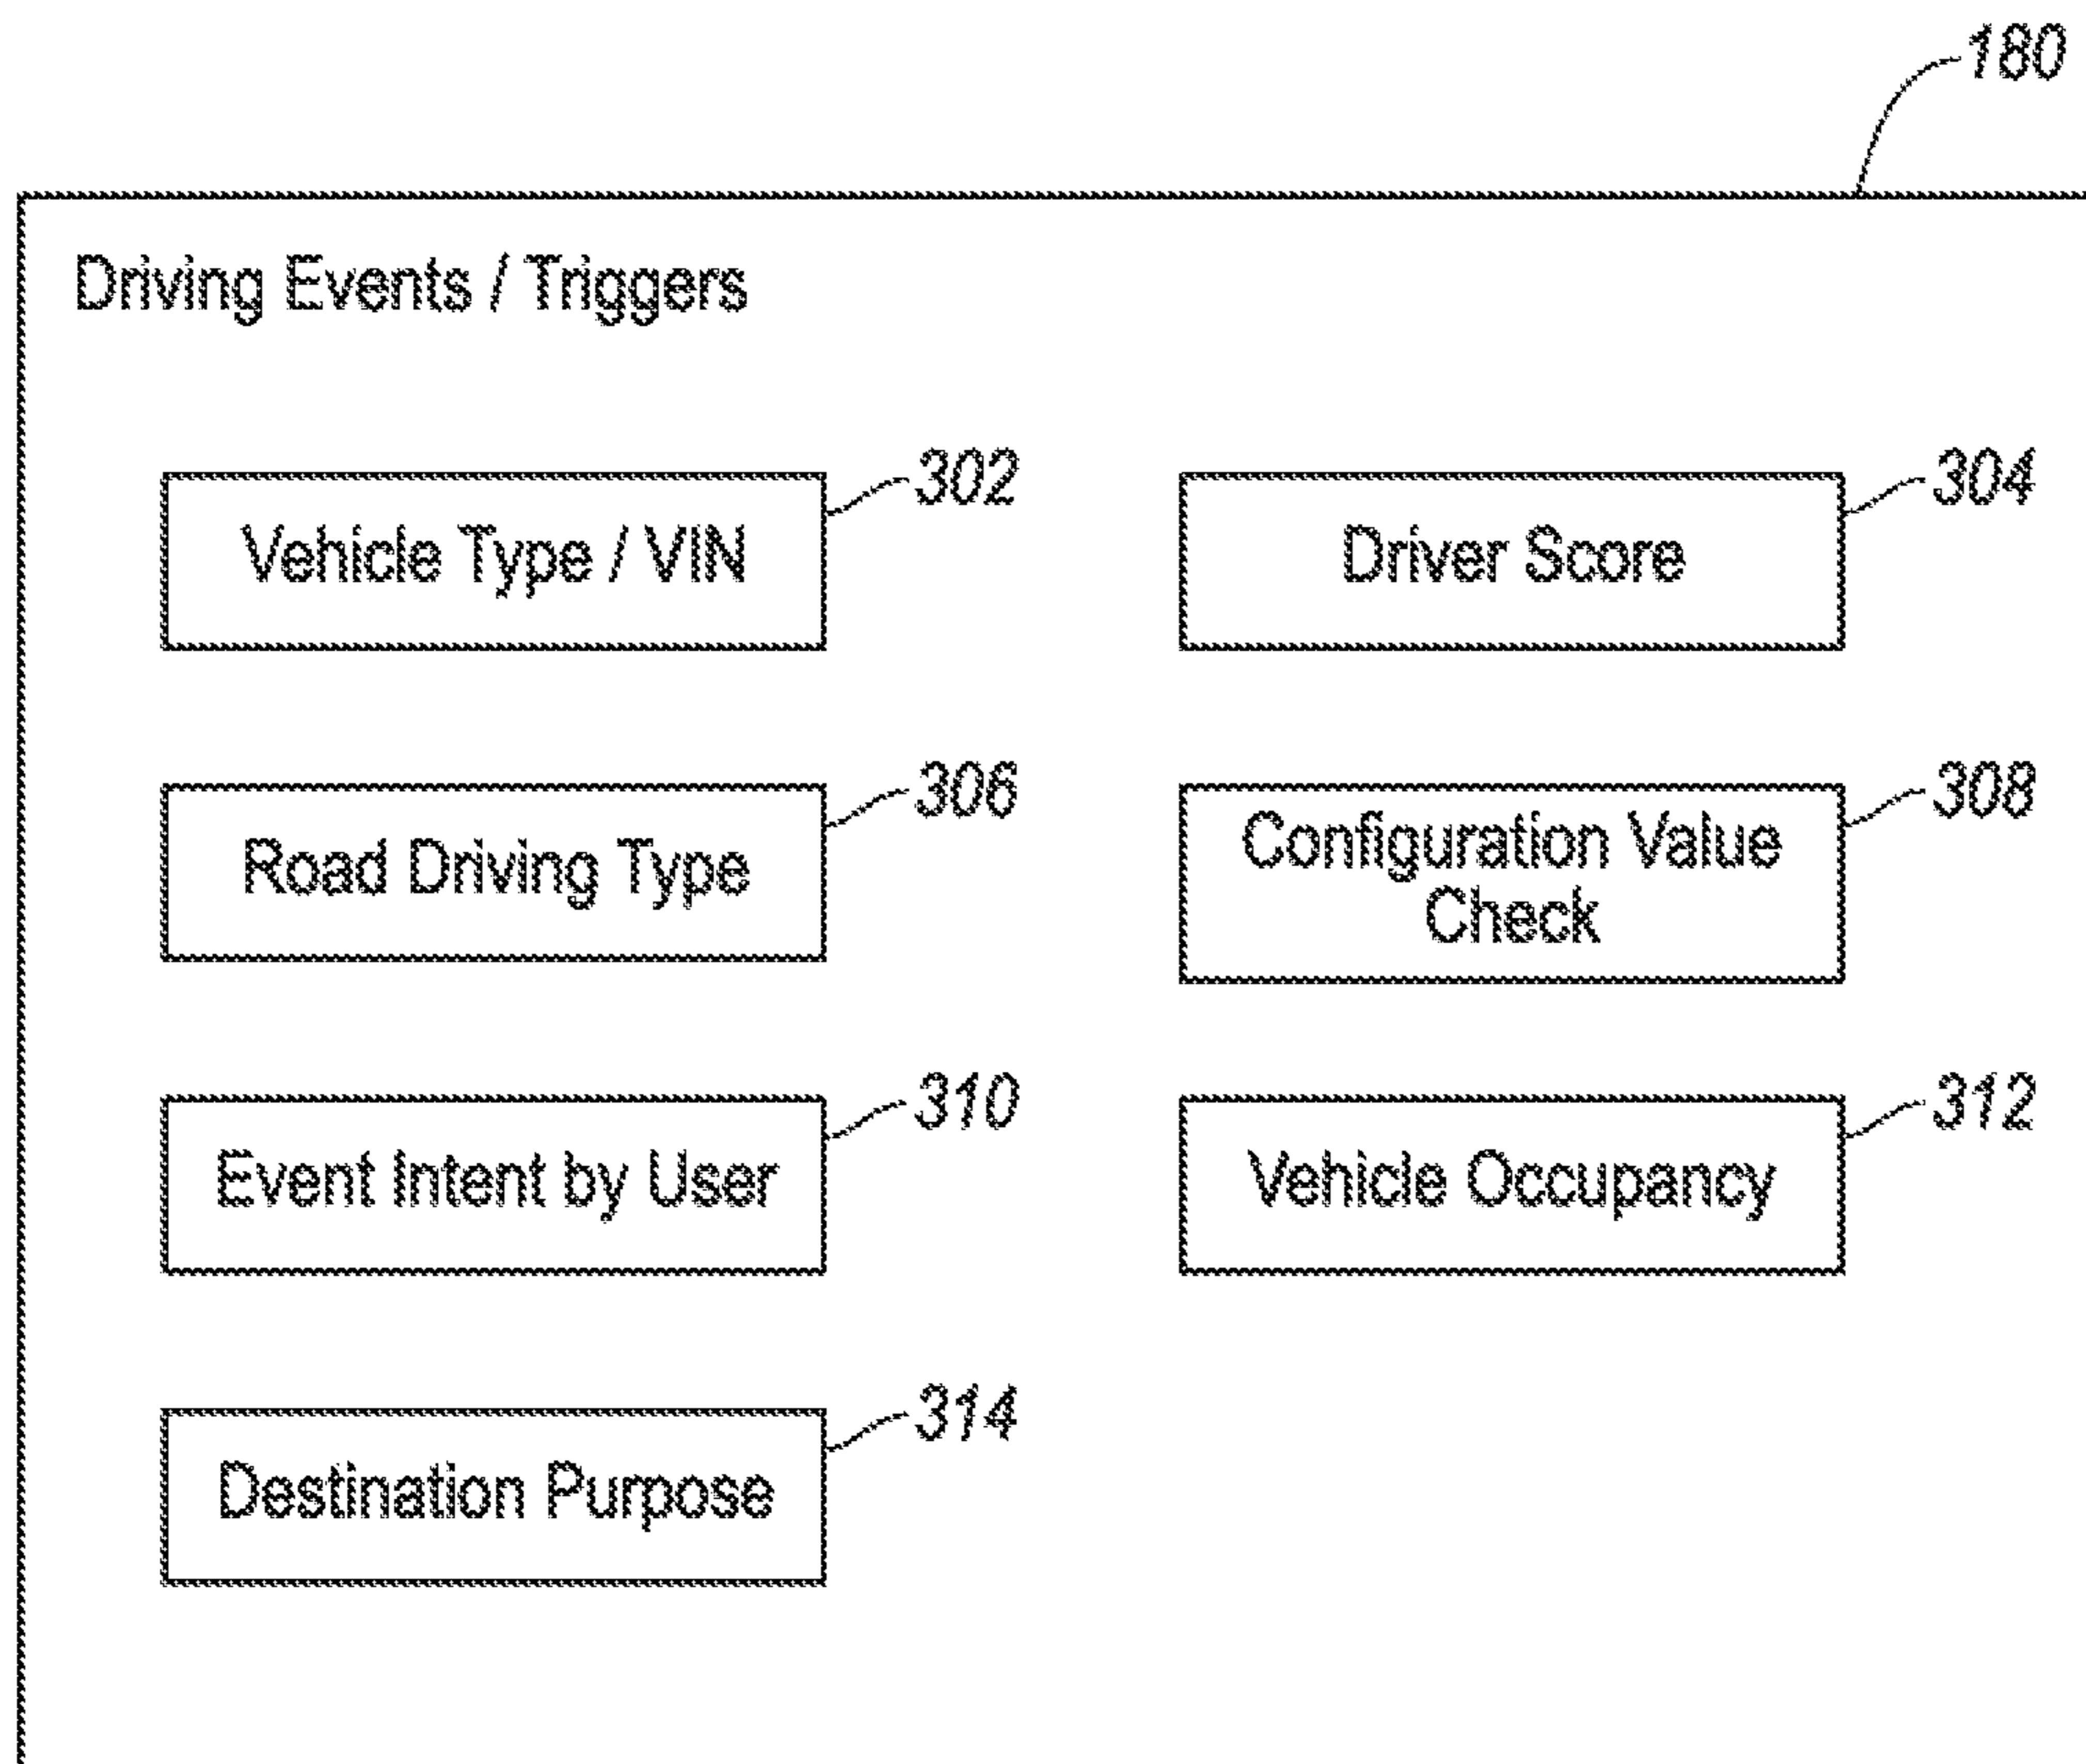 180
Driving Events / Triggers
302
Vehicle Type / VIN
304
Driver Score
306
Road Driving Type
308
Configuration Value
Check
310
Event Intent by User
312
Vehicle Occupancy
314
Destination Purpose